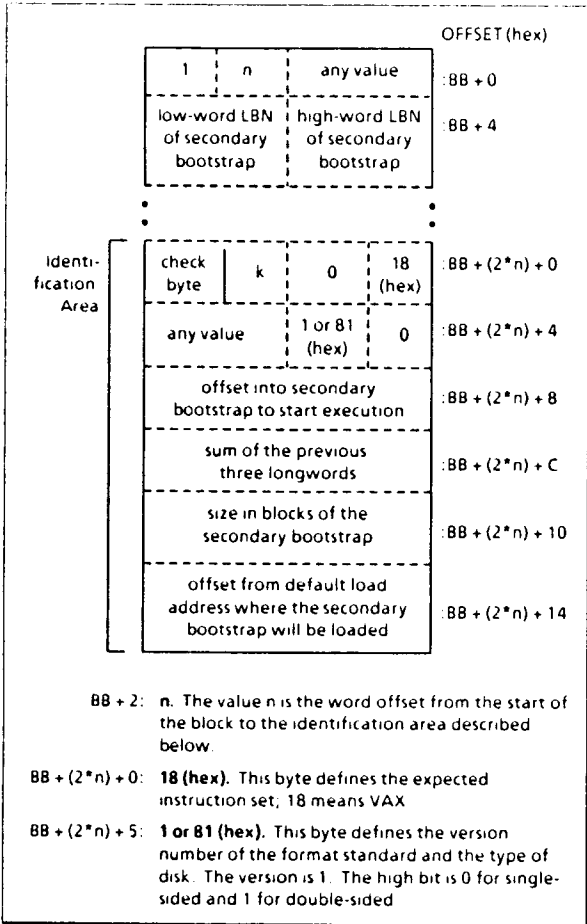 OFFSET (hex)
1 n any value :BB + 0
low-word LBN of secondary bootstrap high-word LBN of secondary bootstrap :BB + 4
Identi-
fication
Area
check byte k 0 18 (hex) :BB + (2*n) + 0
any value 1 or 81 (hex) 0 :BB + (2*n) + 4
offset into secondary
bootstrap to start execution :BB + (2*n) + 8
sum of the previous
three longwords :BB + (2*n) + C
size in blocks of the
secondary bootstrap :BB + (2*n) + 10
offset from default load
address where the secondary
bootstrap will be loaded :BB + (2*n) + 14
BB + 2: n. The value n is the word offset from the start of
the block to the identification area described
below.
BB + (2*n) + 0: 18 (hex). This byte defines the expected
instruction set; 18 means VAX
BB + (2*n) + 5: 1 or 81 (hex). This byte defines the version
number of the format standard and the type of
disk. The version is 1. The high bit is 0 for single-
sided and 1 for double-sided